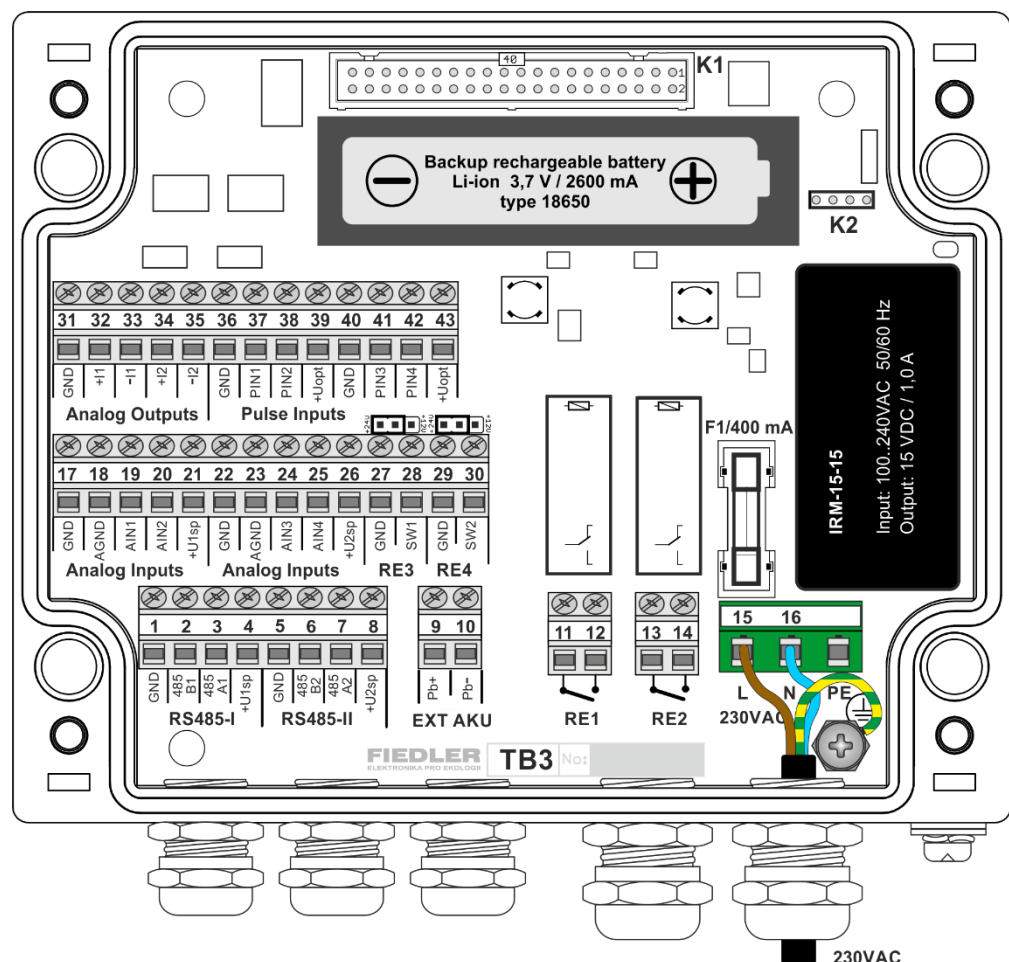 40
1
2
K1
Backup rechargeable battery
Li-ion 3,7 V / 2600 mA
type 18650
K2
31 32 33 34 35 36 37 38 39 40 41 42 43
GND +I1 -I1 +I2 -I2 GND PIN1 PIN2 +Uopt GND PIN3 PIN4 +Uopt
Analog Outputs Pulse Inputs
+24V +12V +24V +12V
17 18 19 20 21 22 23 24 25 26 27 28 29 30
GND AGND AIN1 AIN2 +U1sp GND AGND AIN3 AIN4 +U2sp GND SW1 GND SW2
Analog Inputs Analog Inputs RE3 RE4
F1/400 mA
IRM-15-15
Input: 100..240VAC 50/60 Hz
Output: 15 VDC / 1,0 A
1 2 3 4 5 6 7 8 9 10 11 12 13 14 15 16
GND 485 B1 485 A1 +U1sp GND 485 B2 485 A2 +U2sp Pb+ Pb-
L N PE
RS485-I RS485-II EXT AKU RE1 RE2 230VAC
FIEDLER
ELEKTRONIKA PRO EKOLOGII
TB3 No:
230VAC